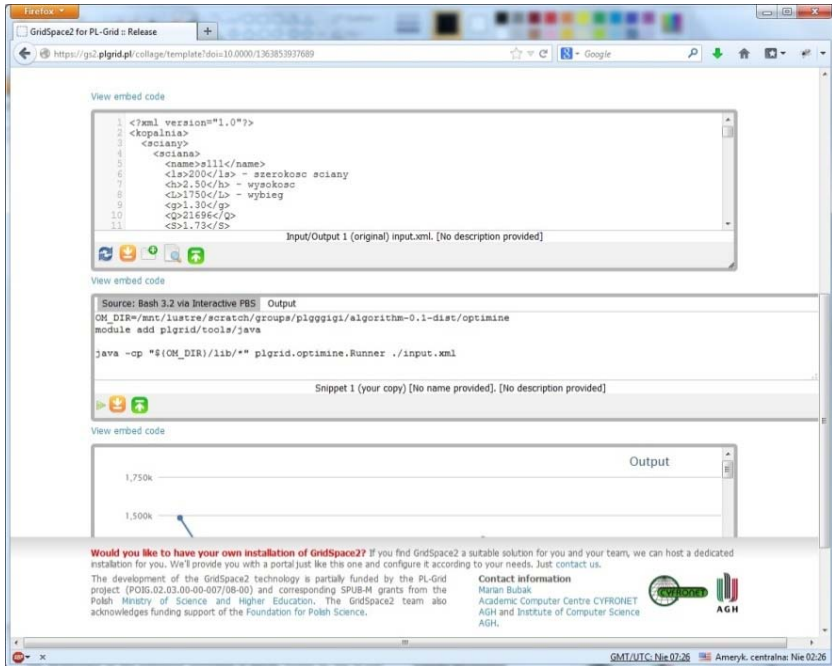 Firefox
GridSpace2 for PL-Grid :: Release
https://gs2.plgrid.pl/collage/template?doi=10.0000/1363853937689
Google
View embed code
1 <?xml version="1.0"?>
2 <kopalnia>
3 <sciany>
4 <sciana>
5 <name>s111</name>
6 <ls>200</ls> - szerokosc sciany
7 <h>2.50</h> - wysokosc
8 <L>1750</L> - wybieg
9 <g>1.30</g>
10 <Q>21696</Q>
11 <S>1.73</S>
Input/Output 1 (original) input.xml. [No description provided]
View embed code
Source: Bash 3.2 via Interactive PBS Output
OM_DIR=/mnt/lustre/scratch/groups/plgggigi/algorithm-0.1-dist/optimine
module add plgrid/tools/java
java -cp "${OM_DIR}/lib/*" plgrid.optimine.Runner ./input.xml
Snippet 1 (your copy) [No name provided]. [No description provided]
View embed code
Output
1,750k
1,500k
Would you like to have your own installation of GridSpace2? If you find GridSpace2 a suitable solution for you and your team, we can host a dedicated
installation for you. We'll provide you with a portal just like this one and configure it according to your needs. Just contact us.
The development of the GridSpace2 technology is partially funded by the PL-Grid
project (POIG.02.03.00-00-007/08-00) and corresponding SPUB-M grants from the
Polish Ministry of Science and Higher Education. The GridSpace2 team also
acknowledges funding support of the Foundation for Polish Science.
Contact information
Marian Bubak
Academic Computer Centre CYFRONET
AGH and Institute of Computer Science
AGH.
CYFRONET
AGH
GMT/UTC: Nie 07:26 Ameryk. centralna: Nie 02:26